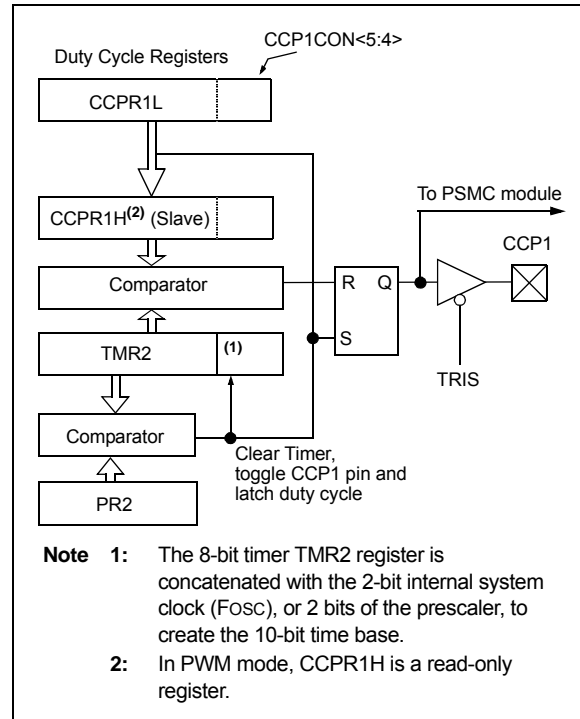 CCP1CON<5:4>
Duty Cycle Registers
CCPR1L
CCPR1H(2) (Slave)
To PSMC module
CCP1
Comparator
R Q
S
TMR2 (1)
TRIS
Comparator
Clear Timer,
toggle CCP1 pin and
latch duty cycle
PR2
Note 1: The 8-bit timer TMR2 register is
concatenated with the 2-bit internal system
clock (FOSC), or 2 bits of the prescaler, to
create the 10-bit time base.
2: In PWM mode, CCPR1H is a read-only
register.